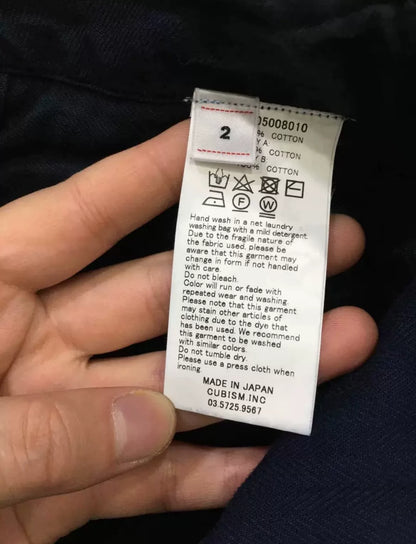 2
05008010
% COTTON
Y A:
% COTTON
Y B:
100% COTTON
Hand wash in a net laundry
washing bag with a mild detergent.
Due to the fragile nature of
the fabric used, please be
aware that this garment may
change in form if not handled
with care.
Do not bleach.
Color will run or fade with
repeated wear and washing.
Please note that this garment
may stain other articles of
clothing due to the dye that
has been used. We recommend
this garment to be washed
with similar colors.
Do not tumble dry.
Please use a press cloth when
ironing.
MADE IN JAPAN
CUBISM.INC
03.5725.9567